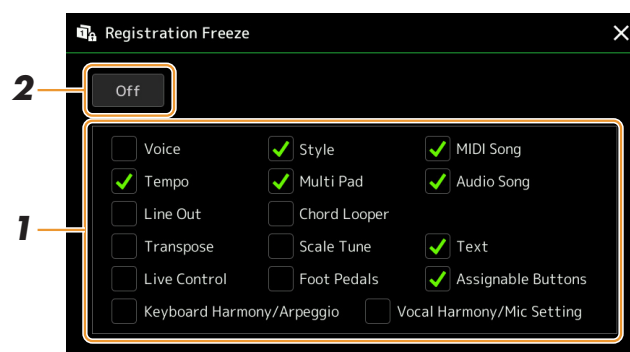 Registration Freeze
2
Off
1
Voice Style MIDI Song
Tempo Multi Pad Audio Song
Line Out Chord Looper
Transpose Scale Tune Text
Live Control Foot Pedals Assignable Buttons
Keyboard Harmony/Arpeggio Vocal Harmony/Mic Setting